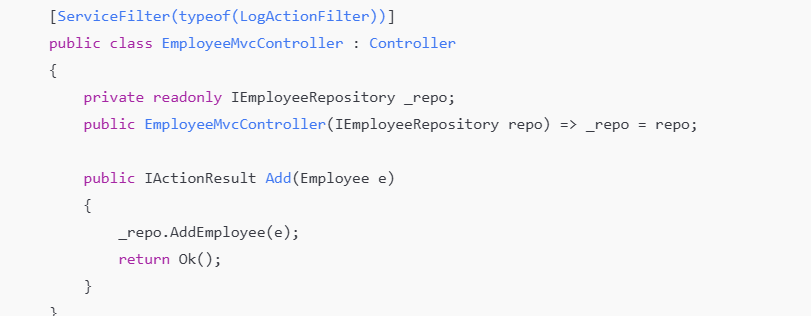 [ServiceFilter(typeof(LogActionFilter))]
public class EmployeeMvcController : Controller
{
    private readonly IEmployeeRepository _repo;
    public EmployeeMvcController(IEmployeeRepository repo) => _repo = repo;

    public IActionResult Add(Employee e)
    {
        _repo.AddEmployee(e);
        return Ok();
    }
}